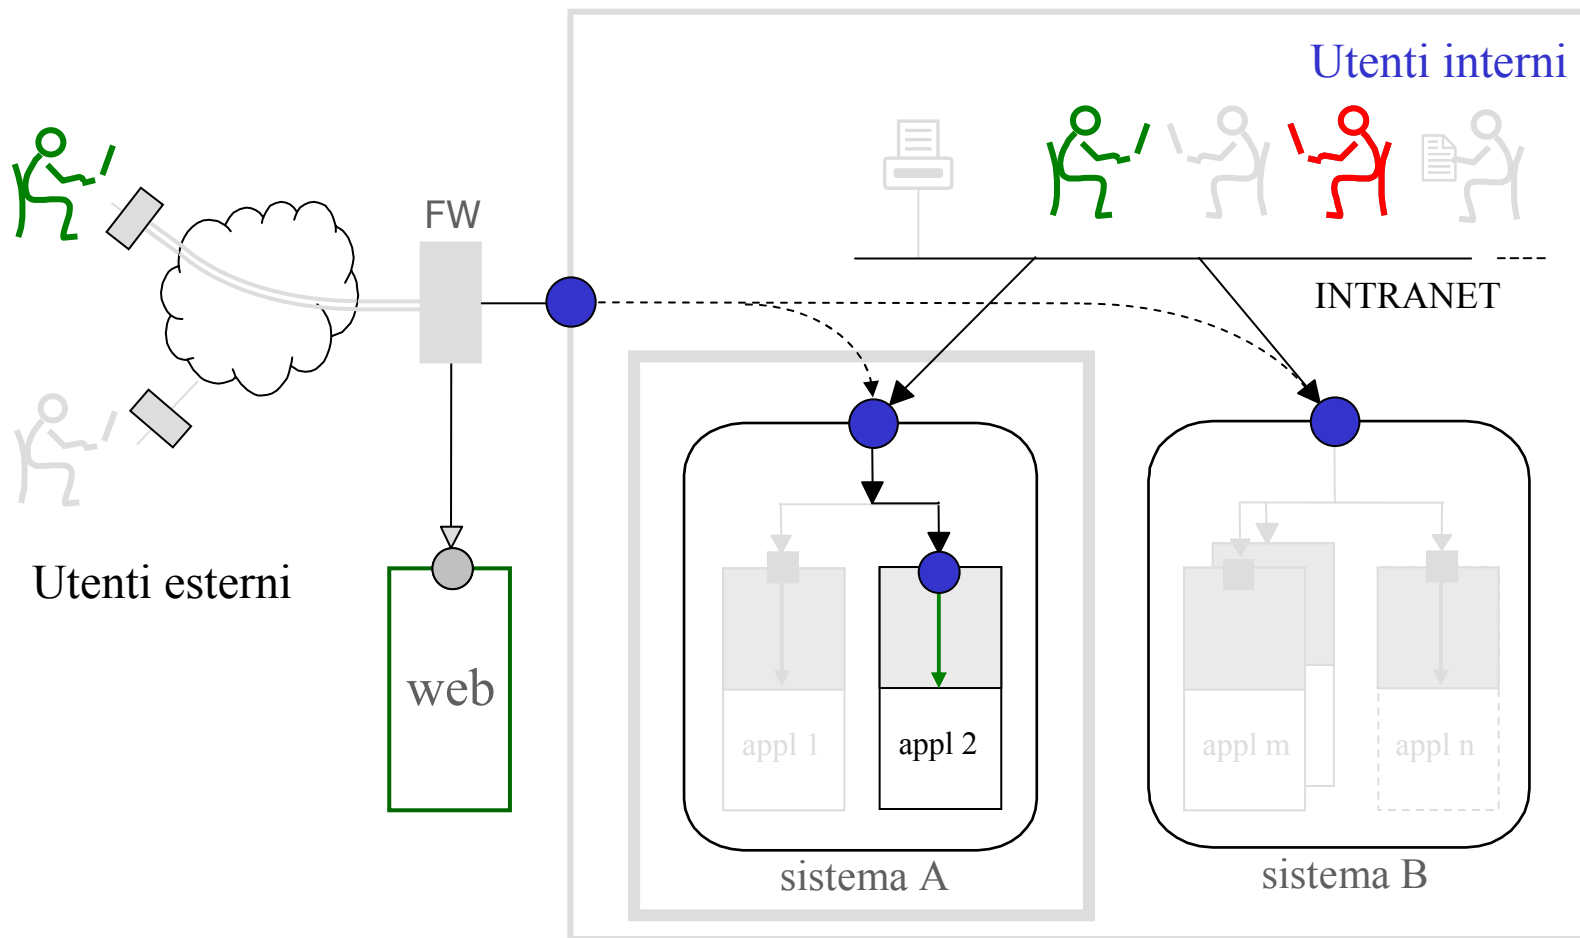 Utenti interni
FW
INTRANET
Utenti esterni
web
appl 1
appl 2
appl m
appl n
sistema A
sistema B